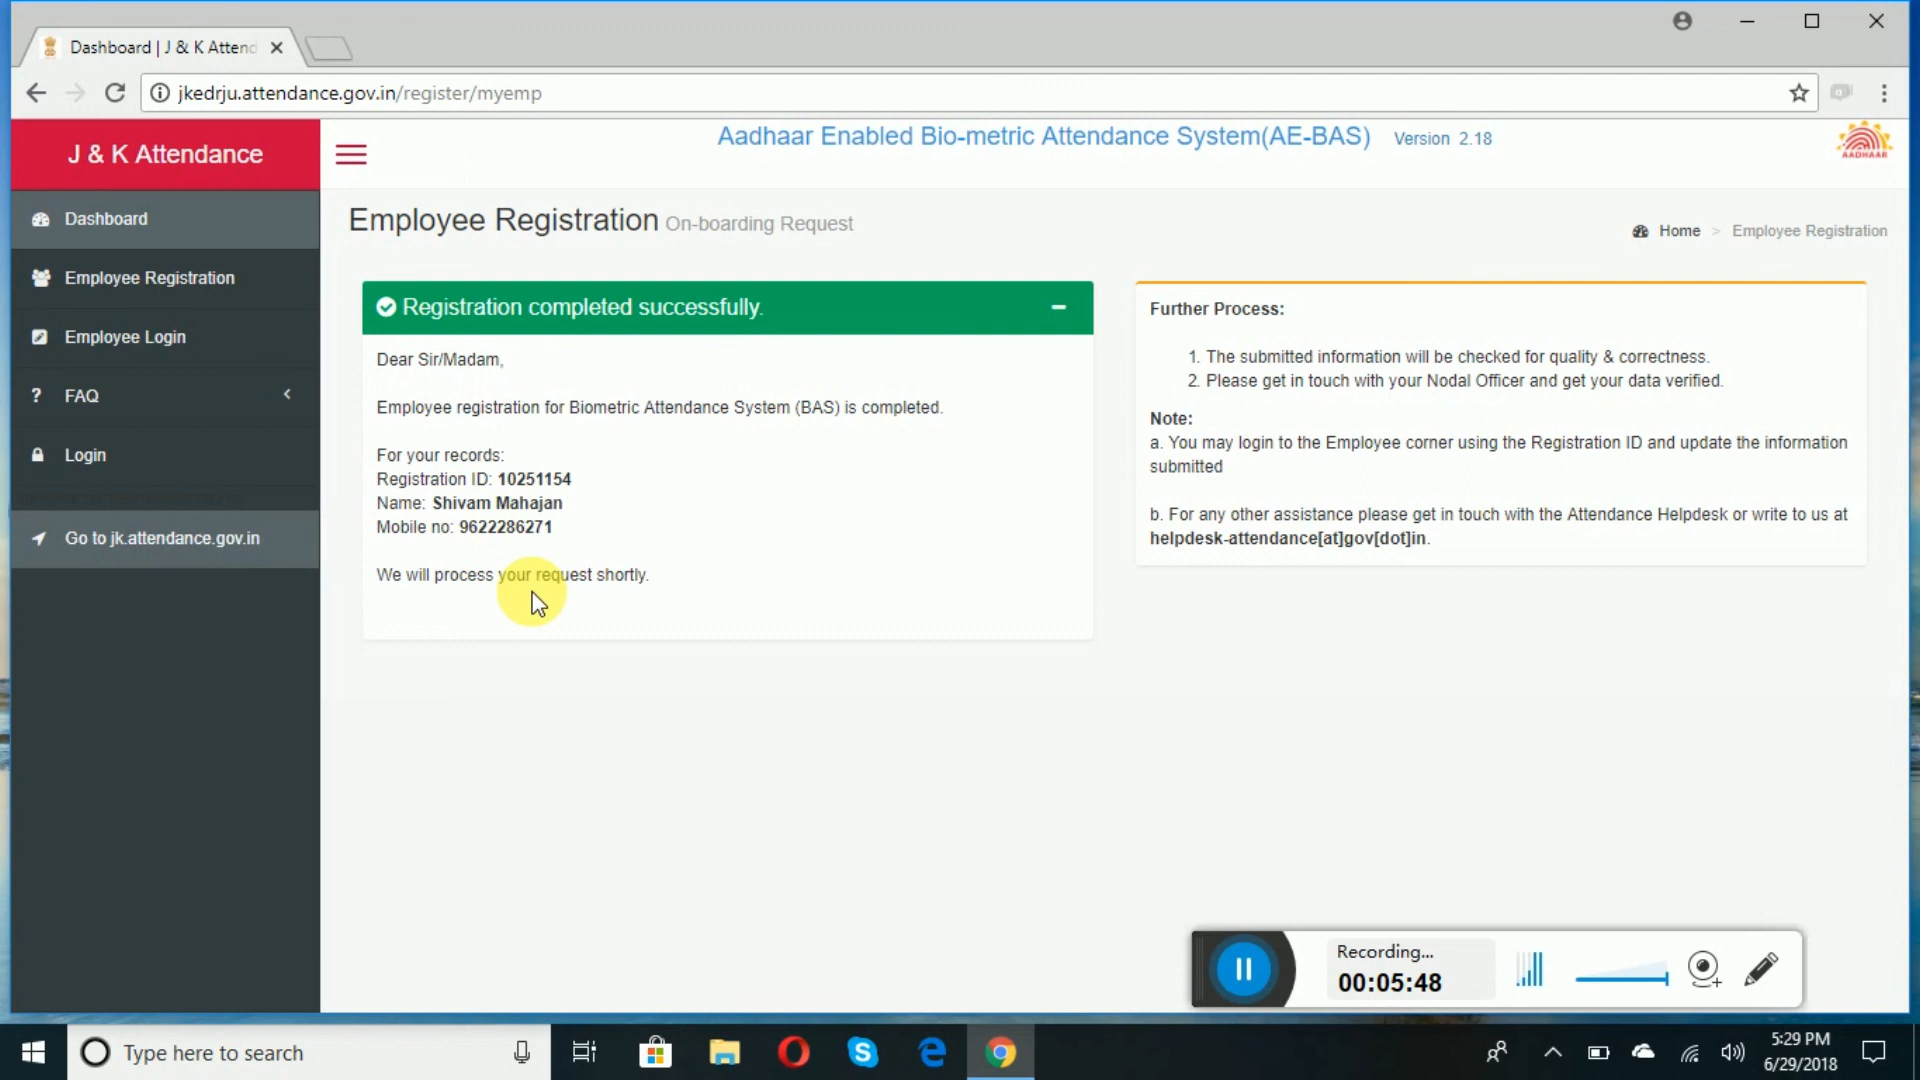 Dashboard | J & K Attend
jkedrju.attendance.gov.in/register/myemp
J & K Attendance
Aadhaar Enabled Bio-metric Attendance System(AE-BAS) Version 2.18
AADHAAR
Dashboard
Employee Registration
Employee Login
? FAQ
Login
Go to jk.attendance.gov.in
Employee Registration On-boarding Request
Home > Employee Registration
Registration completed successfully.
Dear Sir/Madam,
Employee registration for Biometric Attendance System (BAS) is completed.
For your records:
Registration ID: 10251154
Name: Shivam Mahajan
Mobile no: 9622286271
We will process your request shortly.
Further Process:
1. The submitted information will be checked for quality & correctness.
2. Please get in touch with your Nodal Officer and get your data verified.
Note:
a. You may login to the Employee corner using the Registration ID and update the information
submitted
b. For any other assistance please get in touch with the Attendance Helpdesk or write to us at
helpdesk-attendance[at]gov[dot]in.
Recording...
00:05:48
Type here to search
5:29 PM
6/29/2018